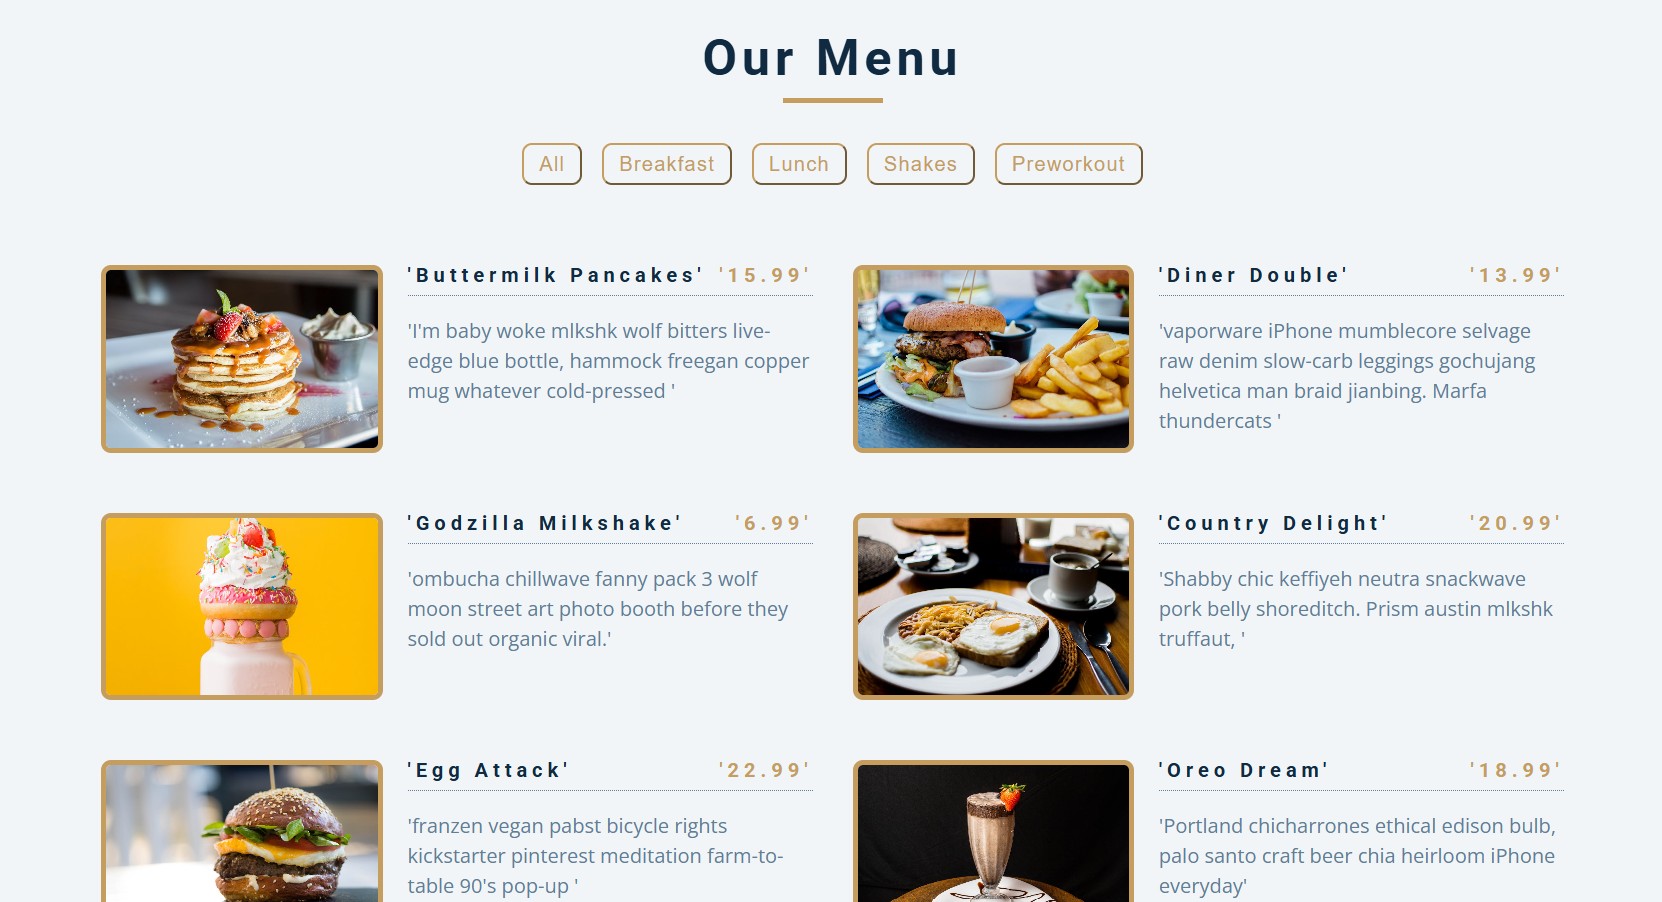 Our Menu
All Breakfast Lunch Shakes Preworkout
'Buttermilk Pancakes' '15.99'
'I'm baby woke mlkshk wolf bitters live-
edge blue bottle, hammock freegan copper
mug whatever cold-pressed '
'Diner Double' '13.99'
'vaporware iPhone mumblecore selvage
raw denim slow-carb leggings gochujang
helvetica man braid jianbing. Marfa
thundercats '
'Godzilla Milkshake' '6.99'
'ombucha chillwave fanny pack 3 wolf
moon street art photo booth before they
sold out organic viral.'
'Country Delight' '20.99'
'Shabby chic keffiyeh neutra snackwave
pork belly shoreditch. Prism austin mlkshk
truffaut, '
'Egg Attack' '22.99'
'franzen vegan pabst bicycle rights
kickstarter pinterest meditation farm-to-
table 90's pop-up '
'Oreo Dream' '18.99'
'Portland chicharrones ethical edison bulb,
palo santo craft beer chia heirloom iPhone
everyday'